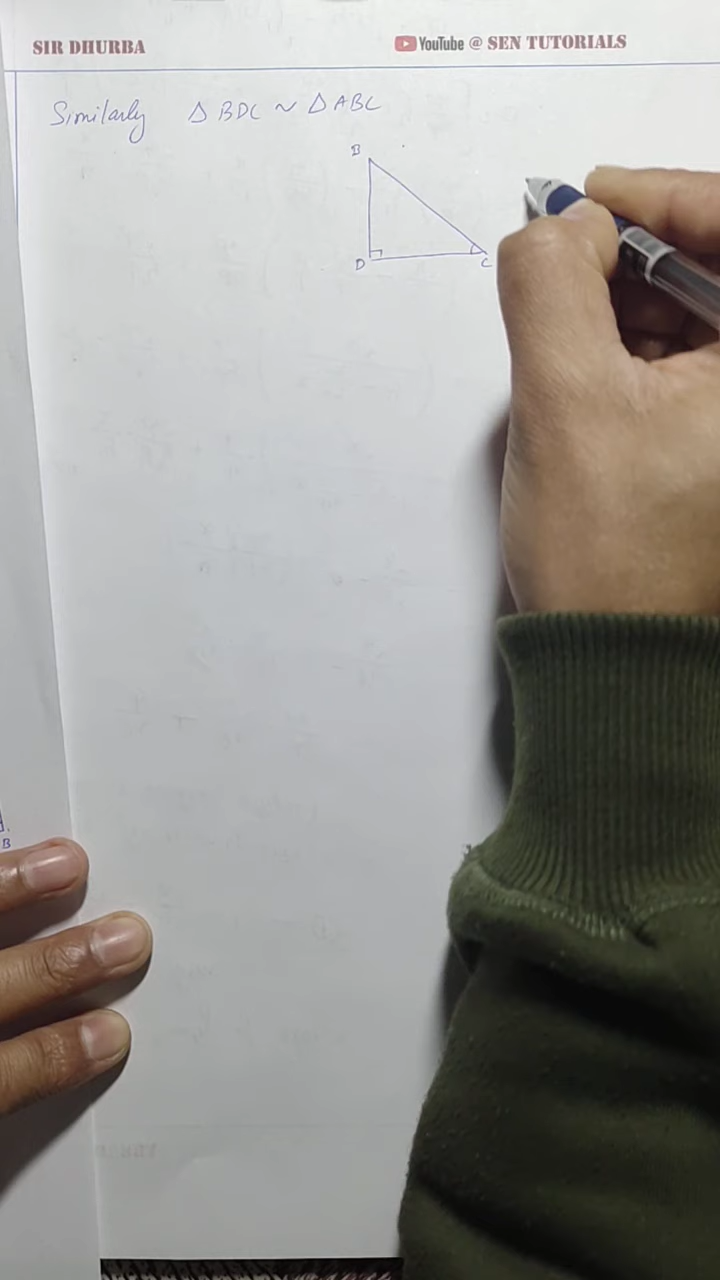 SIR DHURBA
YouTube @ SEN TUTORIALS
Similarly △ BDC ~ △ ABC
B
D
C
B